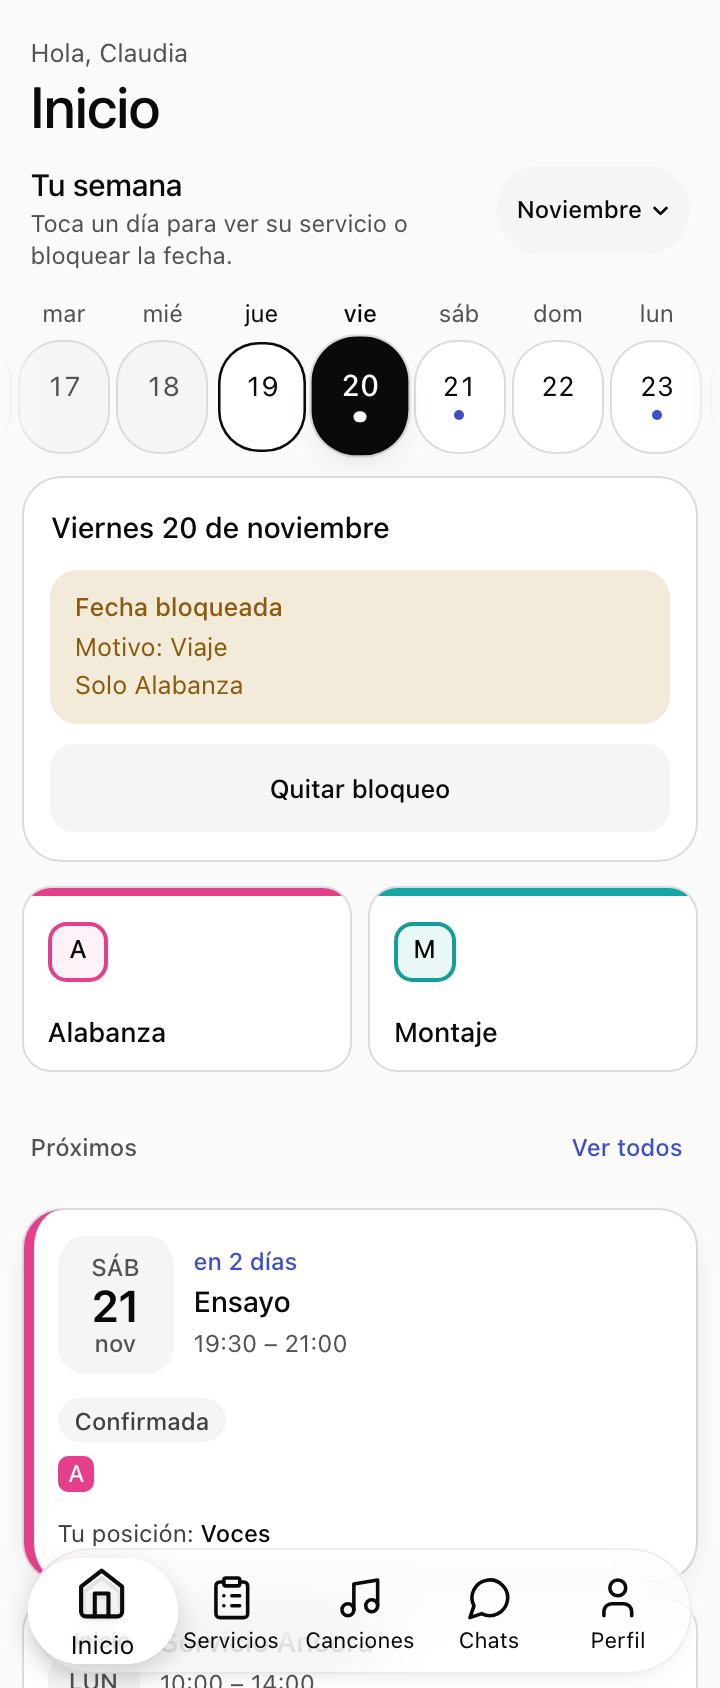 Hola, Claudia
Inicio
Tu semana
Toca un día para ver su servicio o
bloquear la fecha.
Noviembre
mar mié jue vie sáb dom lun
17 18 19 20 21 22 23
Viernes 20 de noviembre
Fecha bloqueada
Motivo: Viaje
Solo Alabanza
Quitar bloqueo
A
Alabanza
M
Montaje
Próximos
Ver todos
SÁB
21
nov
en 2 días
Ensayo
19:30 – 21:00
Confirmada
A
Tu posición: Voces
Inicio Servicios Canciones Chats Perfil
LUN
10:00 – 14:00